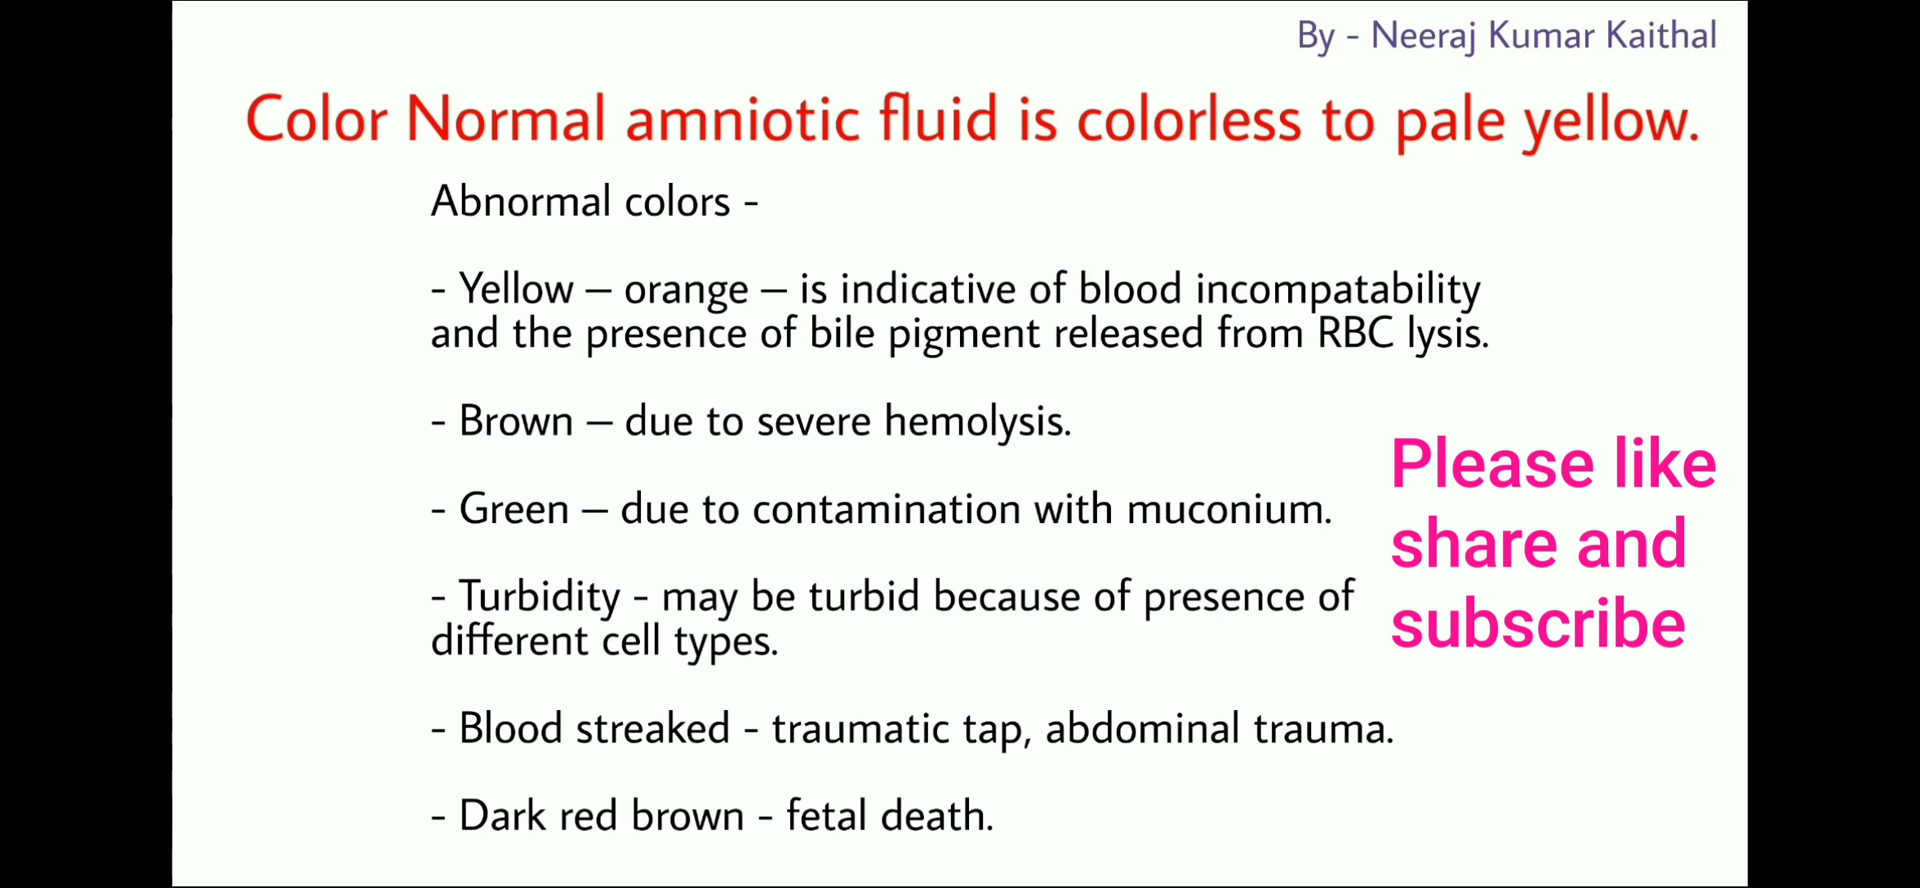 By - Neeraj Kumar Kaithal
Color Normal amniotic fluid is colorless to pale yellow.
Abnormal colors -
- Yellow – orange – is indicative of blood incompatability
and the presence of bile pigment released from RBC lysis.
- Brown – due to severe hemolysis.
- Green – due to contamination with muconium.
- Turbidity - may be turbid because of presence of
different cell types.
- Blood streaked - traumatic tap, abdominal trauma.
- Dark red brown - fetal death.
Please like
share and
subscribe